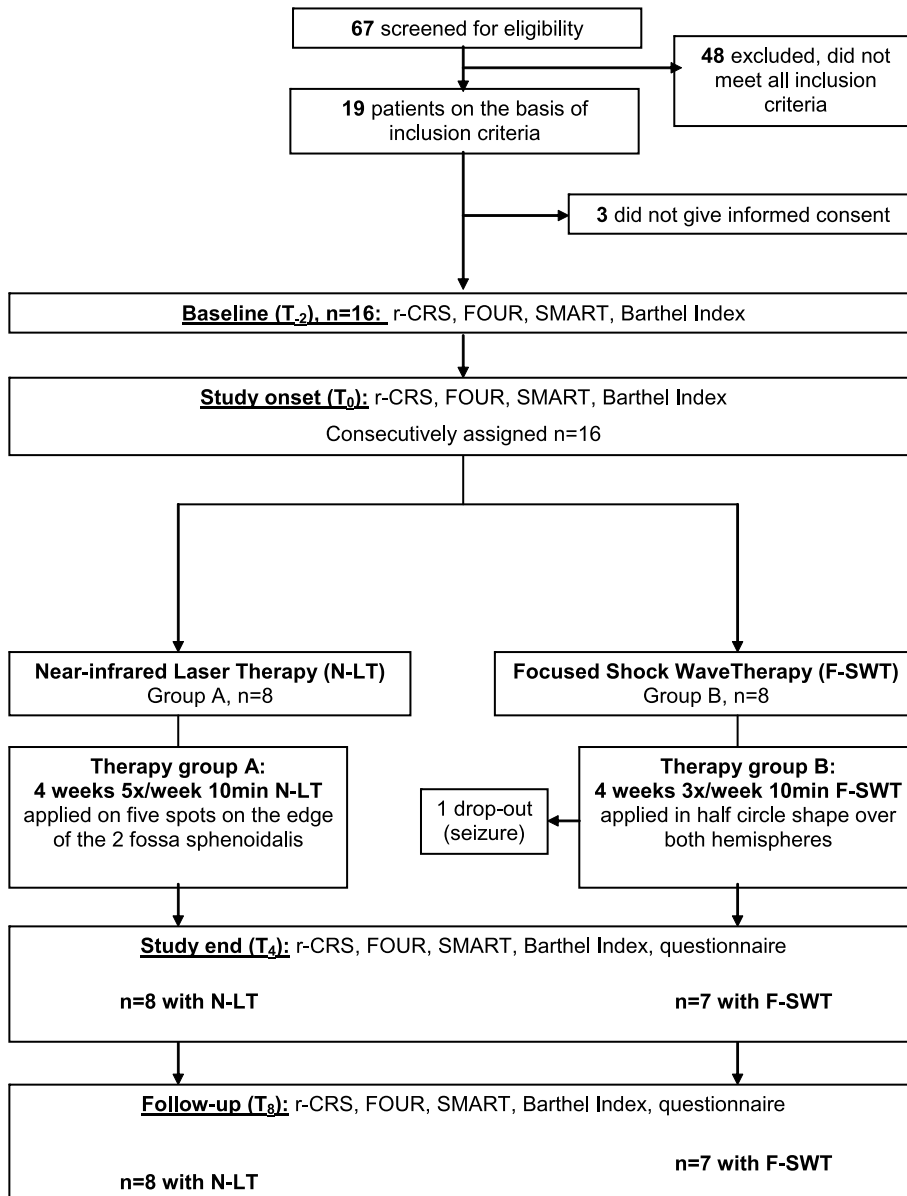 67 screened for eligibility
48 excluded, did not
meet all inclusion
criteria
19 patients on the basis of
inclusion criteria
3 did not give informed consent
Baseline (T-2), n=16: r-CRS, FOUR, SMART, Barthel Index
Study onset (T0): r-CRS, FOUR, SMART, Barthel Index
Consecutively assigned n=16
Near-infrared Laser Therapy (N-LT)
Group A, n=8
Focused Shock WaveTherapy (F-SWT)
Group B, n=8
Therapy group A:
4 weeks 5x/week 10min N-LT
applied on five spots on the edge
of the 2 fossa sphenoidalis
1 drop-out
(seizure)
Therapy group B:
4 weeks 3x/week 10min F-SWT
applied in half circle shape over
both hemispheres
Study end (T4): r-CRS, FOUR, SMART, Barthel Index, questionnaire
n=8 with N-LT
n=7 with F-SWT
Follow-up (T8): r-CRS, FOUR, SMART, Barthel Index, questionnaire
n=8 with N-LT
n=7 with F-SWT